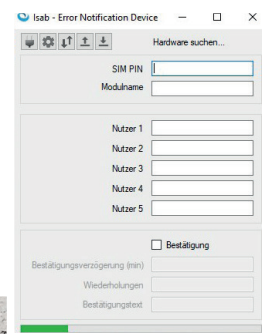 Isab - Error Notification Device
Hardware suchen...
SIM PIN
Modulname
Nutzer 1
Nutzer 2
Nutzer 3
Nutzer 4
Nutzer 5
Bestätigung
Bestätigungsverzögerung (min)
Wiederholungen
Bestätigungstext